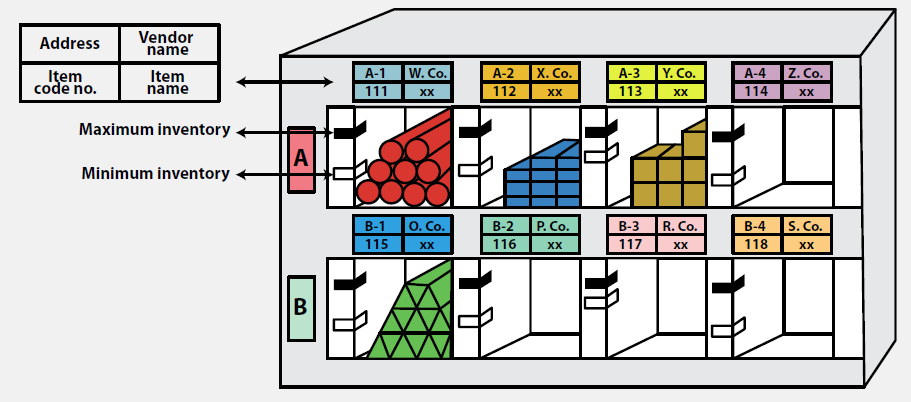 Address
Vendor
name
Item
code no.
Item
name
Maximum inventory
Minimum inventory
A
A-1 W. Co.
111 xx
A-2 X. Co.
112 xx
A-3 Y. Co.
113 xx
A-4 Z. Co.
114 xx
B
B-1 O. Co.
115 xx
B-2 P. Co.
116 xx
B-3 R. Co.
117 xx
B-4 S. Co.
118 xx